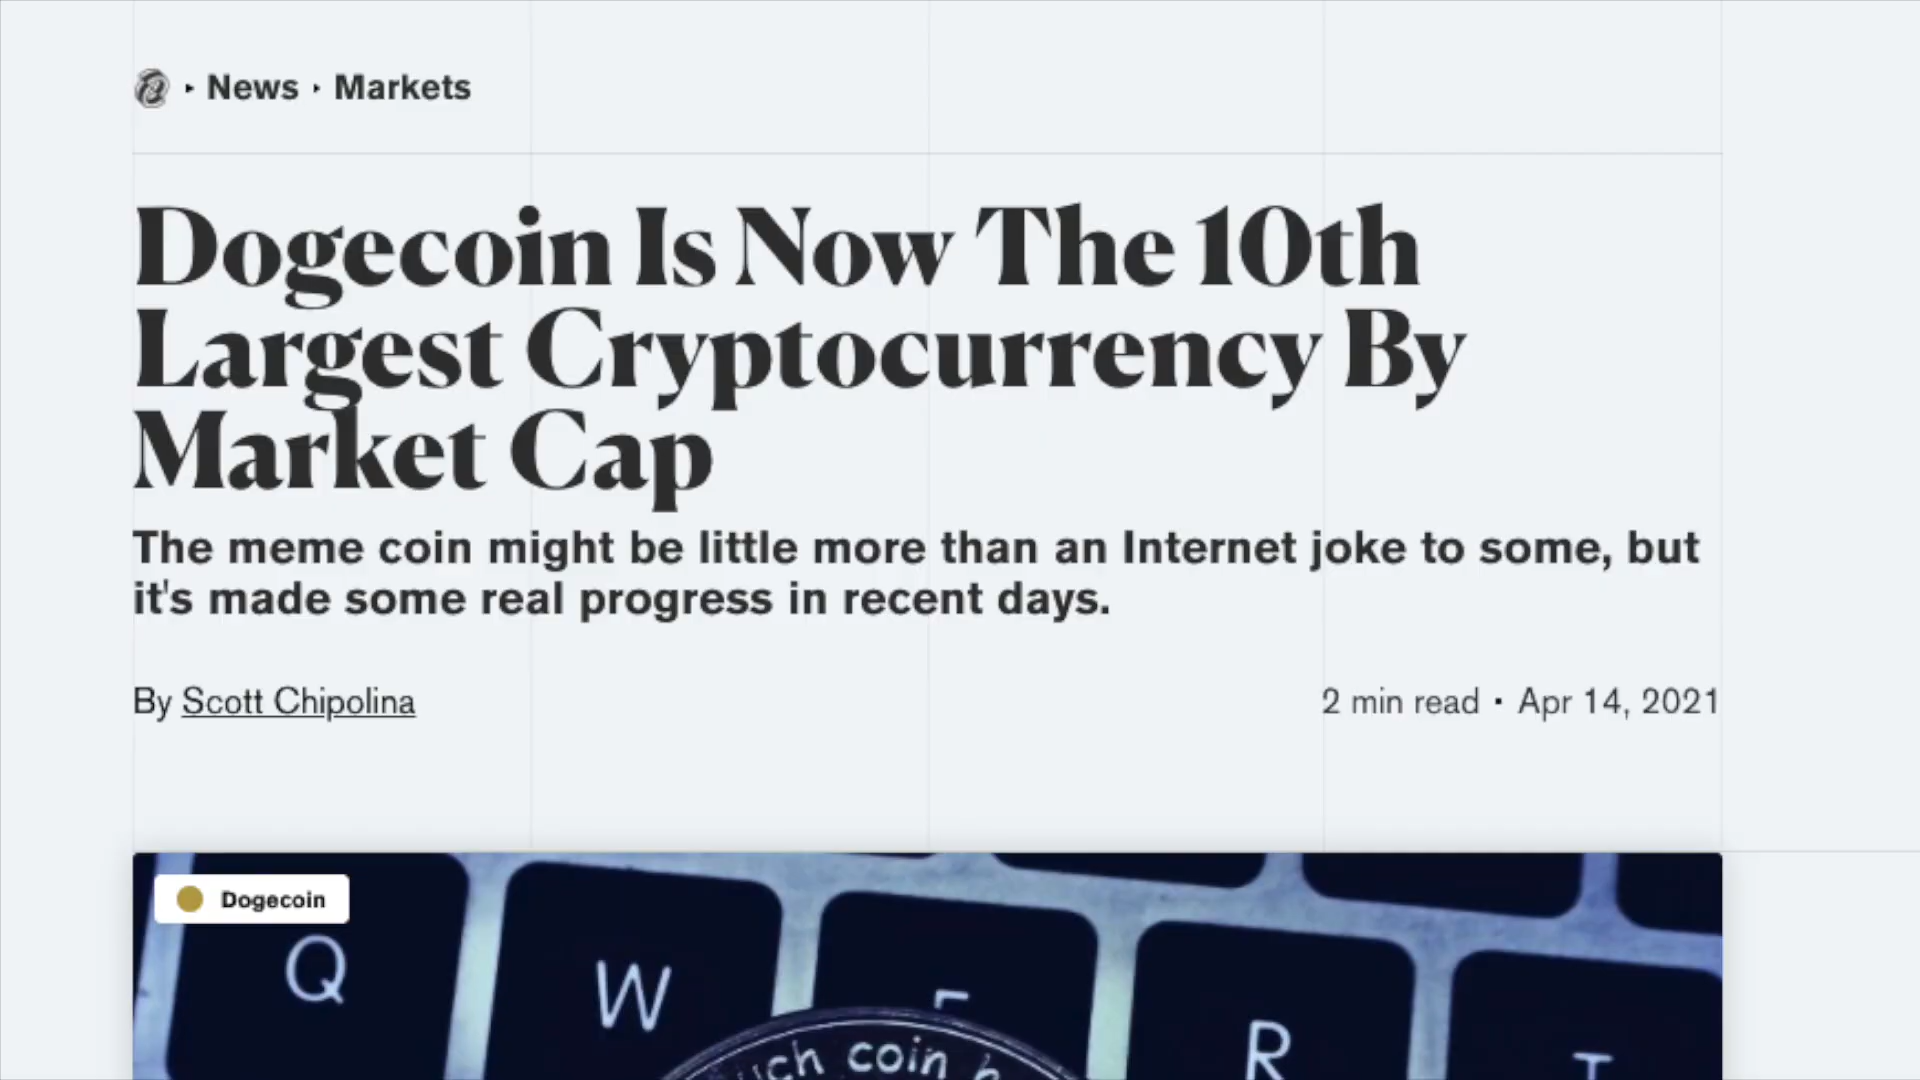 News · Markets
Dogecoin Is Now The 10th
Largest Cryptocurrency By
Market Cap
The meme coin might be little more than an Internet joke to some, but
it's made some real progress in recent days.
By Scott Chipolina
2 min read · Apr 14, 2021
Dogecoin
Q W R
coin